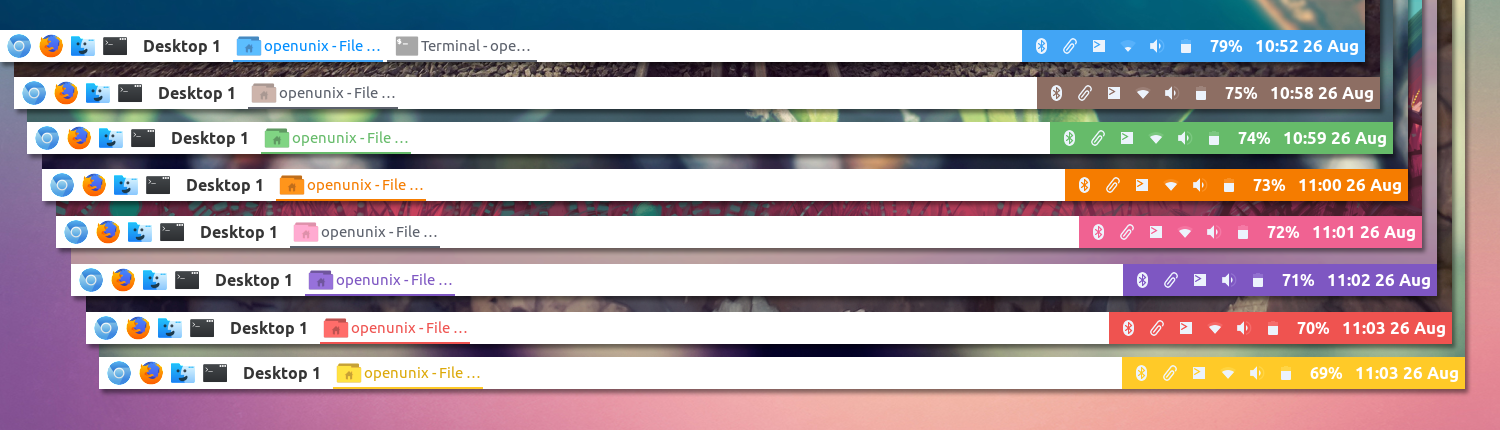 Desktop 1 openunix - File ... Terminal - ope... 79% 10:52 26 Aug
Desktop 1 openunix - File ... 75% 10:58 26 Aug
Desktop 1 openunix - File ... 74% 10:59 26 Aug
Desktop 1 openunix - File ... 73% 11:00 26 Aug
Desktop 1 openunix - File ... 72% 11:01 26 Aug
Desktop 1 openunix - File ... 71% 11:02 26 Aug
Desktop 1 openunix - File ... 70% 11:03 26 Aug
Desktop 1 openunix - File ... 69% 11:03 26 Aug